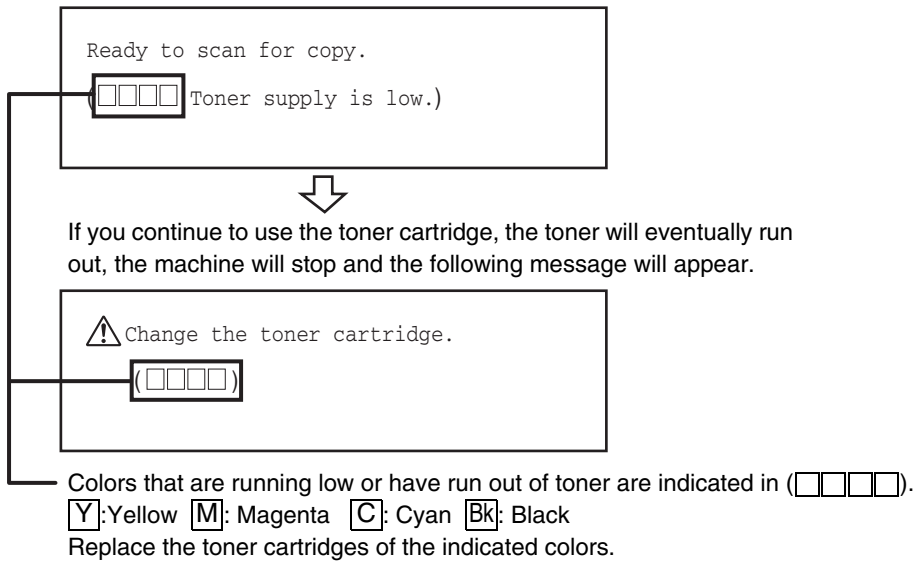 Ready to scan for copy.
(□□□□ Toner supply is low.)
If you continue to use the toner cartridge, the toner will eventually run
out, the machine will stop and the following message will appear.
Change the toner cartridge.
(□□□□)
Colors that are running low or have run out of toner are indicated in (□□□□).
Y:Yellow M: Magenta C: Cyan Bk: Black
Replace the toner cartridges of the indicated colors.